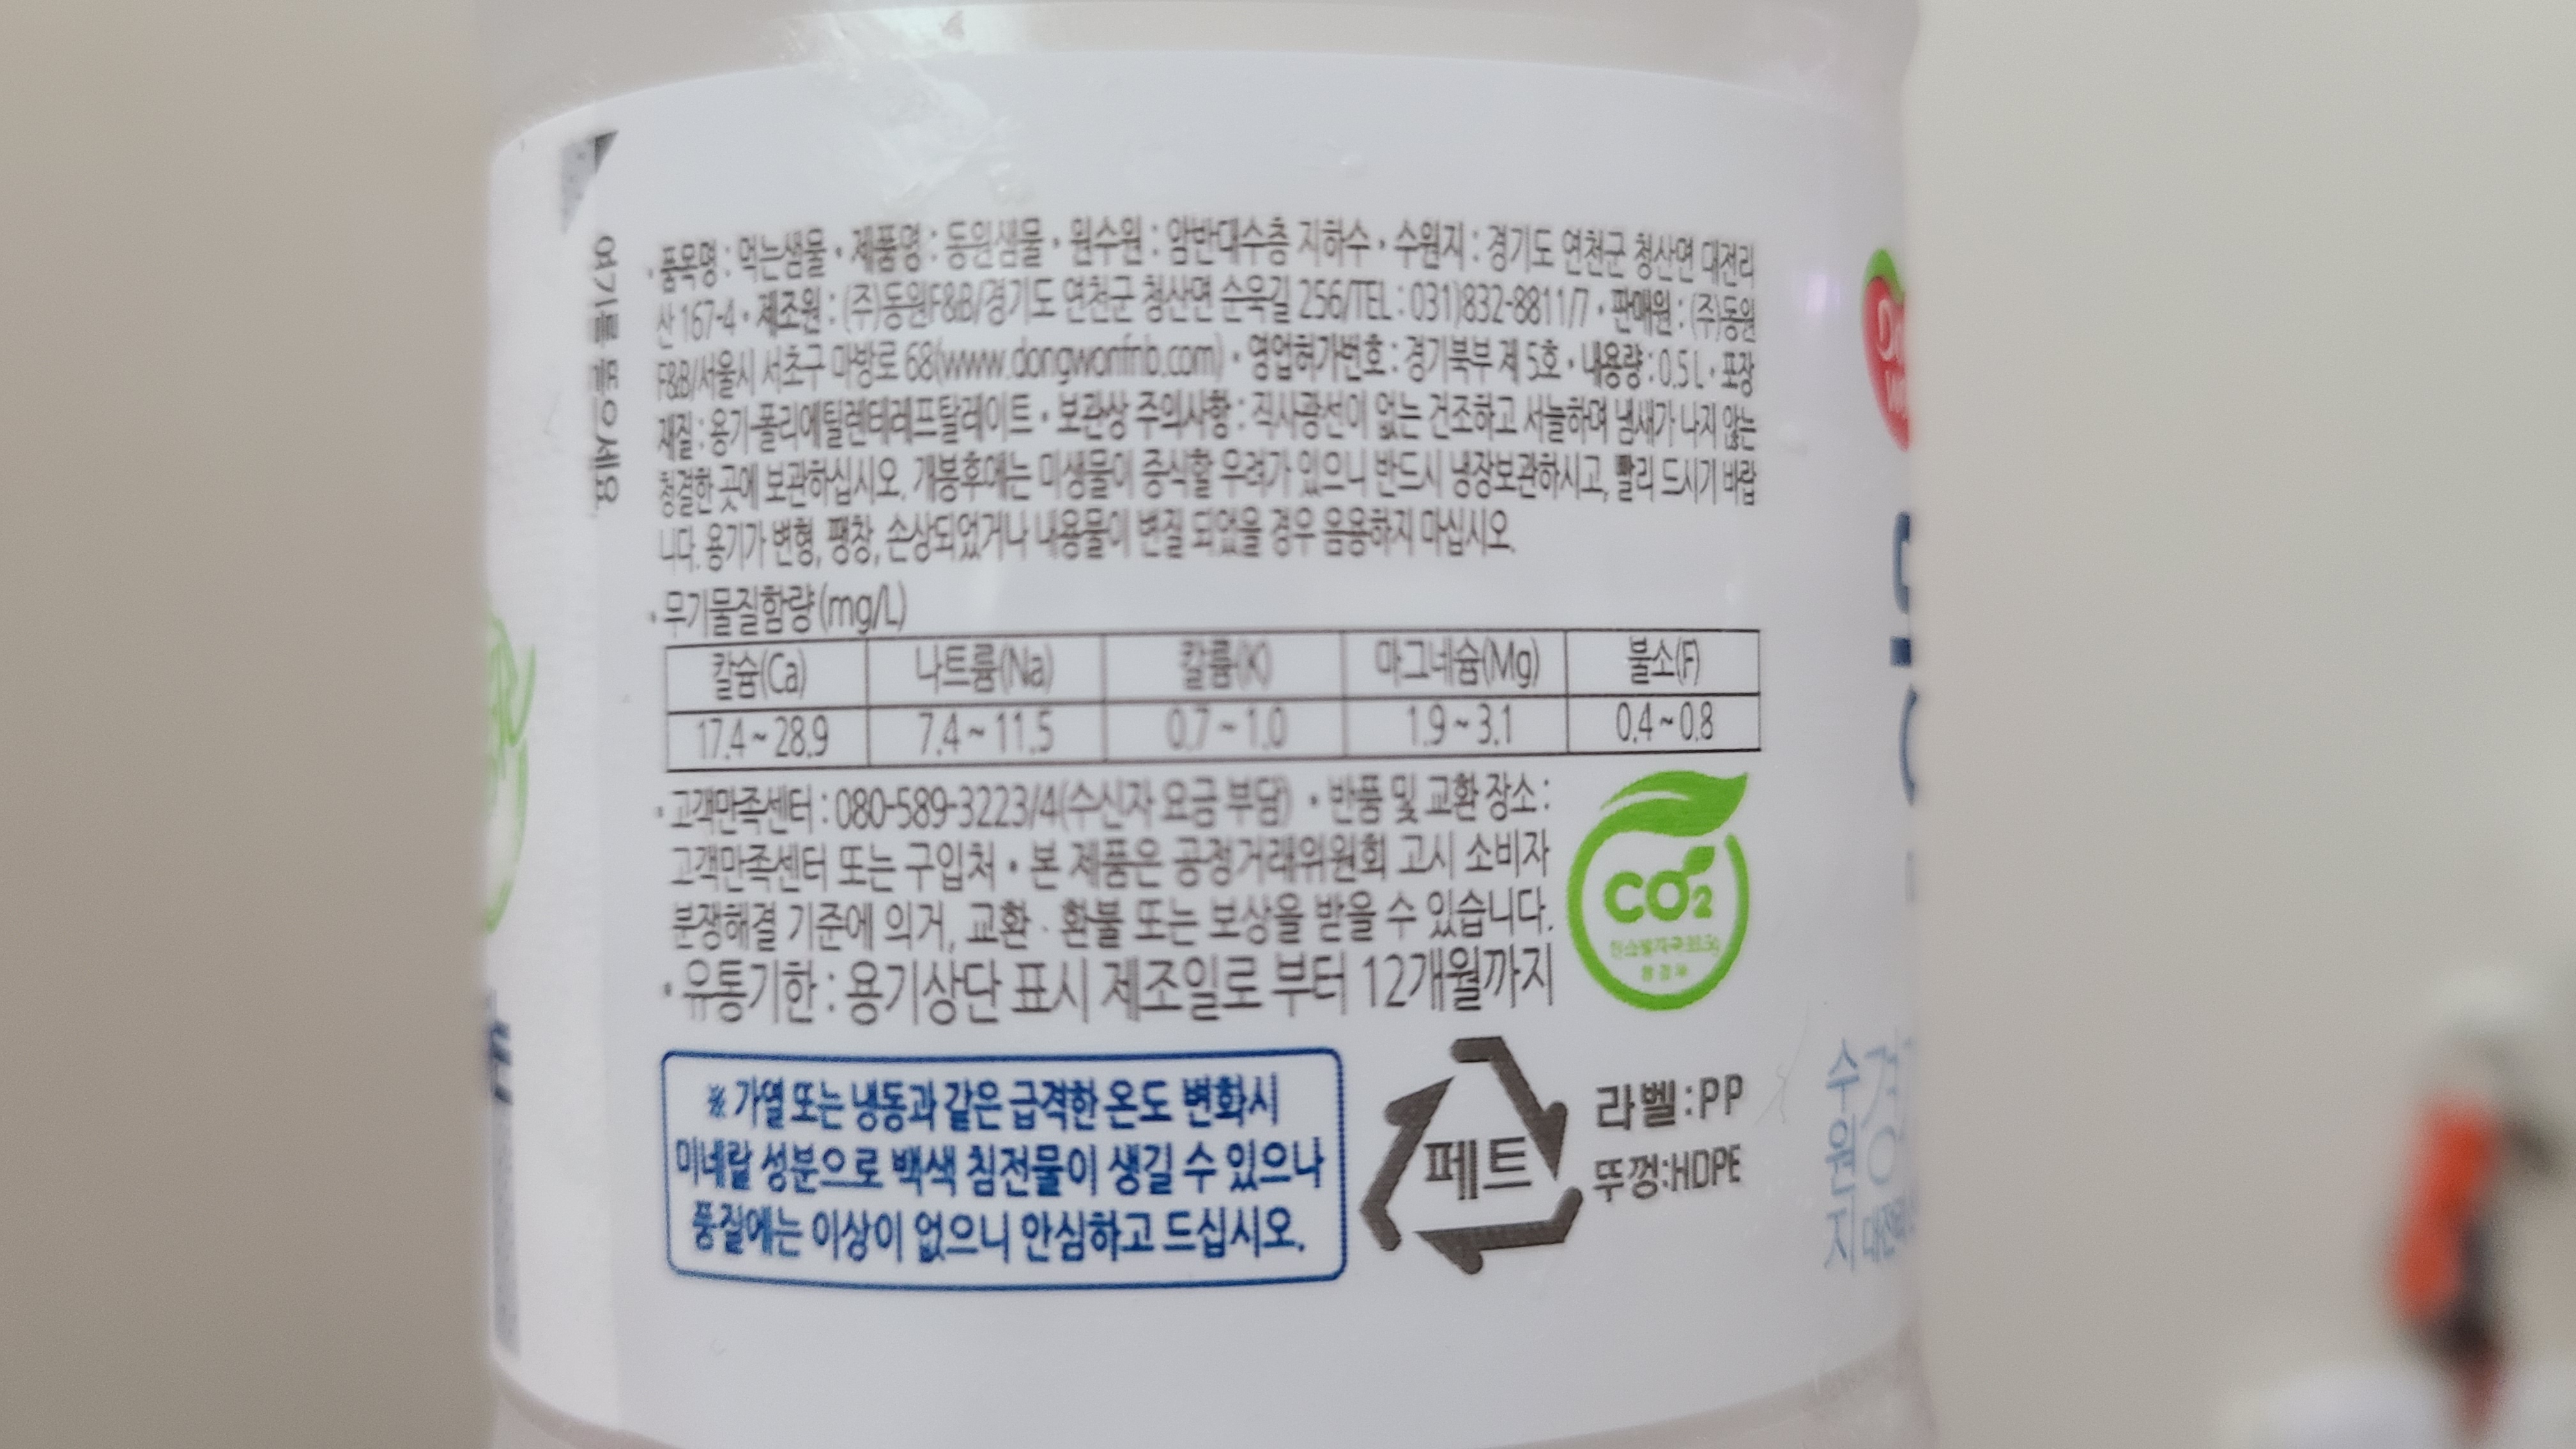 여기를 뜯으세요.
• 품목명 : 먹는샘물 • 제품명 : 동원샘물 • 원수원 : 암반대수층 지하수 • 수원지 : 경기도 연천군 청산면 대전리
산 167-4 • 제조원 : (주)동원F&B/경기도 연천군 청산면 순욱길 256/TEL : 031)832-8811/7 • 판매원 : (주)동원
F&B/서울시 서초구 마방로 68(www.dongwonfnb.com) • 영업허가번호 : 경기북부 제 5호 • 내용량 : 0.5 L • 포장
재질 : 용기-폴리에틸렌테레프탈레이트 • 보관상 주의사항 : 직사광선이 없는 건조하고 서늘하며 냄새가 나지 않는
청결한 곳에 보관하십시오. 개봉후에는 미생물이 증식할 우려가 있으니 반드시 냉장보관하시고, 빨리 드시기 바랍
니다. 용기가 변형, 팽창, 손상되었거나 내용물이 변질 되었을 경우 음용하지 마십시오.
• 무기물질함량(mg/L)
칼슘(Ca) 나트륨(Na) 칼륨(K) 마그네슘(Mg) 불소(F)
17.4 ~ 28.9 7.4 ~ 11.5 0.7 ~ 1.0 1.9 ~ 3.1 0.4 ~ 0.8
• 고객만족센터 : 080-589-3223/4(수신자 요금 부담) • 반품 및 교환 장소 :
고객만족센터 또는 구입처 • 본 제품은 공정거래위원회 고시 소비자
분쟁해결 기준에 의거, 교환 · 환불 또는 보상을 받을 수 있습니다.
• 유통기한 : 용기상단 표시 제조일로 부터 12개월까지
CO2
환경부
※ 가열 또는 냉동과 같은 급격한 온도 변화시
미네랄 성분으로 백색 침전물이 생길 수 있으나
품질에는 이상이 없으니 안심하고 드십시오.
페트
라벨:PP
뚜껑:HDPE
수원지